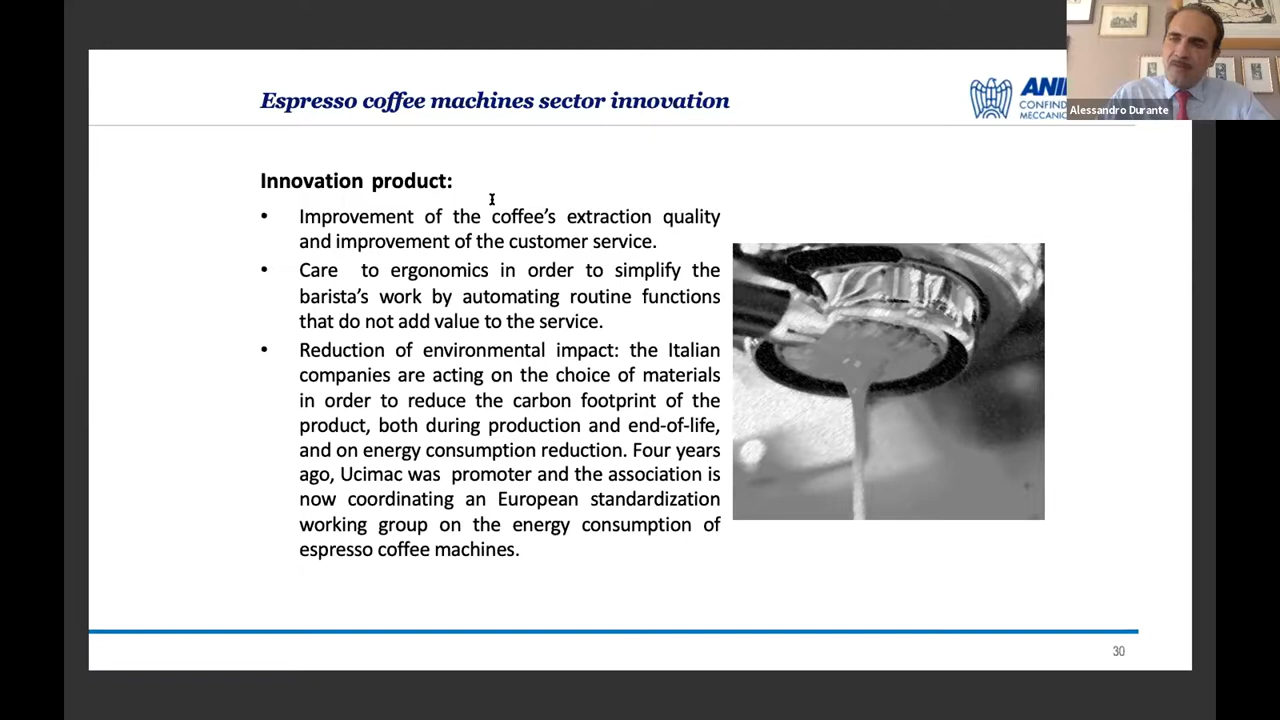 Espresso coffee machines sector innovation
CONFIND
MECCANIC
Alessandro Durante
Innovation product:
• Improvement of the coffee’s extraction quality
and improvement of the customer service.
• Care to ergonomics in order to simplify the
barista’s work by automating routine functions
that do not add value to the service.
• Reduction of environmental impact: the Italian
companies are acting on the choice of materials
in order to reduce the carbon footprint of the
product, both during production and end-of-life,
and on energy consumption reduction. Four years
ago, Ucimac was promoter and the association is
now coordinating an European standardization
working group on the energy consumption of
espresso coffee machines.
30